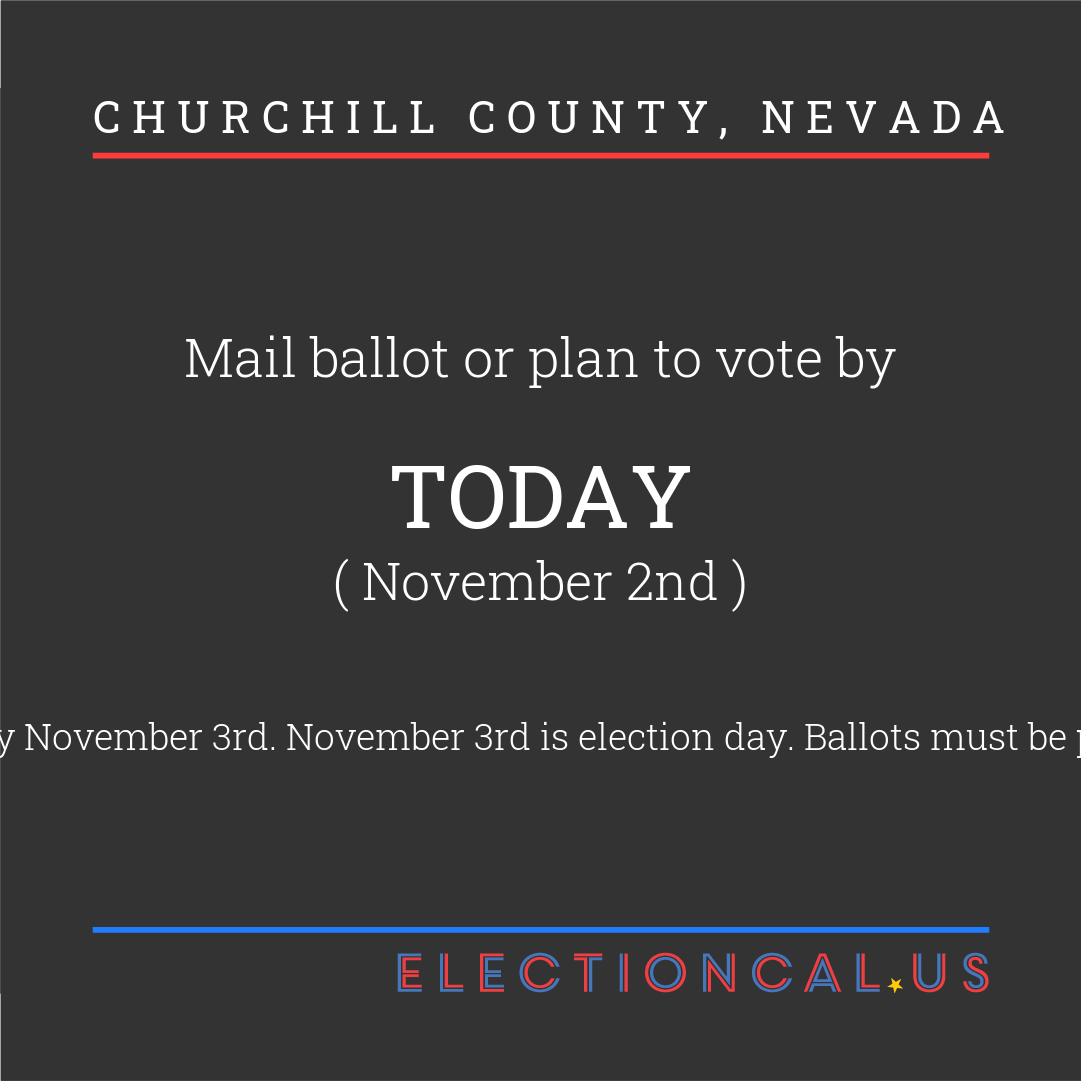 CHURCHILL COUNTY, NEVADA
Mail ballot or plan to vote by
TODAY
( November 2nd )
November 3rd. November 3rd is election day. Ballots must be
ELECTIONCAL.US